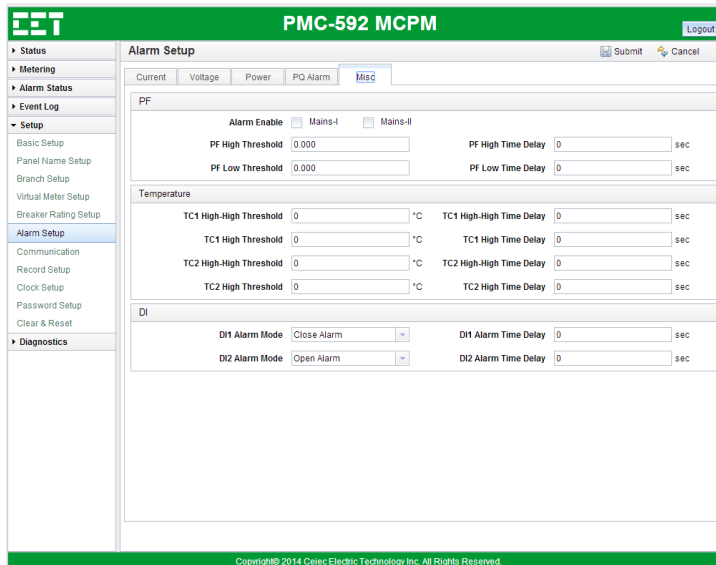 CET PMC-592 MCPM Logout
Status
Metering
Alarm Status
Event Log
Setup
Basic Setup
Panel Name Setup
Branch Setup
Virtual Meter Setup
Breaker Rating Setup
Alarm Setup
Communication
Record Setup
Clock Setup
Password Setup
Clear & Reset
Diagnostics
Alarm Setup Submit Cancel
Current Voltage Power PQ Alarm Misc
PF
Alarm Enable Mains-I Mains-II
PF High Threshold 0.000 PF High Time Delay 0 sec
PF Low Threshold 0.000 PF Low Time Delay 0 sec
Temperature
TC1 High-High Threshold 0 °C TC1 High-High Time Delay 0 sec
TC1 High Threshold 0 °C TC1 High Time Delay 0 sec
TC2 High-High Threshold 0 °C TC2 High-High Time Delay 0 sec
TC2 High Threshold 0 °C TC2 High Time Delay 0 sec
DI
DI1 Alarm Mode Close Alarm DI1 Alarm Time Delay 0 sec
DI2 Alarm Mode Open Alarm DI2 Alarm Time Delay 0 sec
Copyright© 2014 Ceiec Electric Technology Inc. All Rights Reserved.